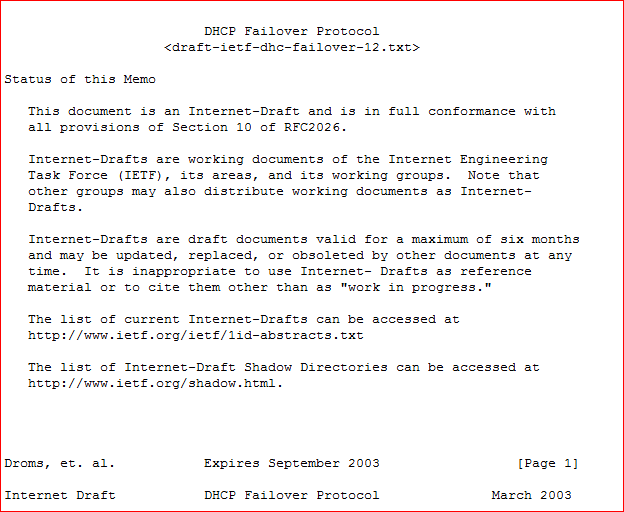 DHCP Failover Protocol
<draft-ietf-dhc-failover-12.txt>
Status of this Memo
This document is an Internet-Draft and is in full conformance with
all provisions of Section 10 of RFC2026.
Internet-Drafts are working documents of the Internet Engineering
Task Force (IETF), its areas, and its working groups.  Note that
other groups may also distribute working documents as Internet-
Drafts.
Internet-Drafts are draft documents valid for a maximum of six months
and may be updated, replaced, or obsoleted by other documents at any
time.  It is inappropriate to use Internet- Drafts as reference
material or to cite them other than as "work in progress."
The list of current Internet-Drafts can be accessed at
http://www.ietf.org/ietf/1id-abstracts.txt
The list of Internet-Draft Shadow Directories can be accessed at
http://www.ietf.org/shadow.html.
Droms, et. al.           Expires September 2003                 [Page 1]
Internet Draft           DHCP Failover Protocol              March 2003